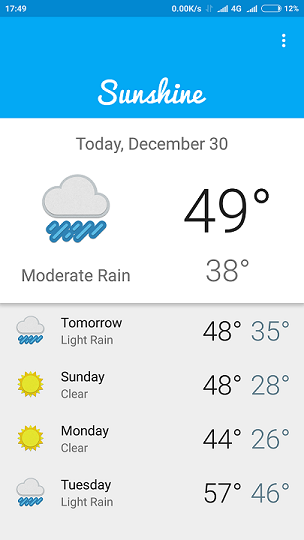 17:49 0.00K/s 4G 12%
Sunshine
Today, December 30
49°
Moderate Rain 38°
Tomorrow
Light Rain
48° 35°
Sunday
Clear
48° 28°
Monday
Clear
44° 26°
Tuesday
Light Rain
57° 46°